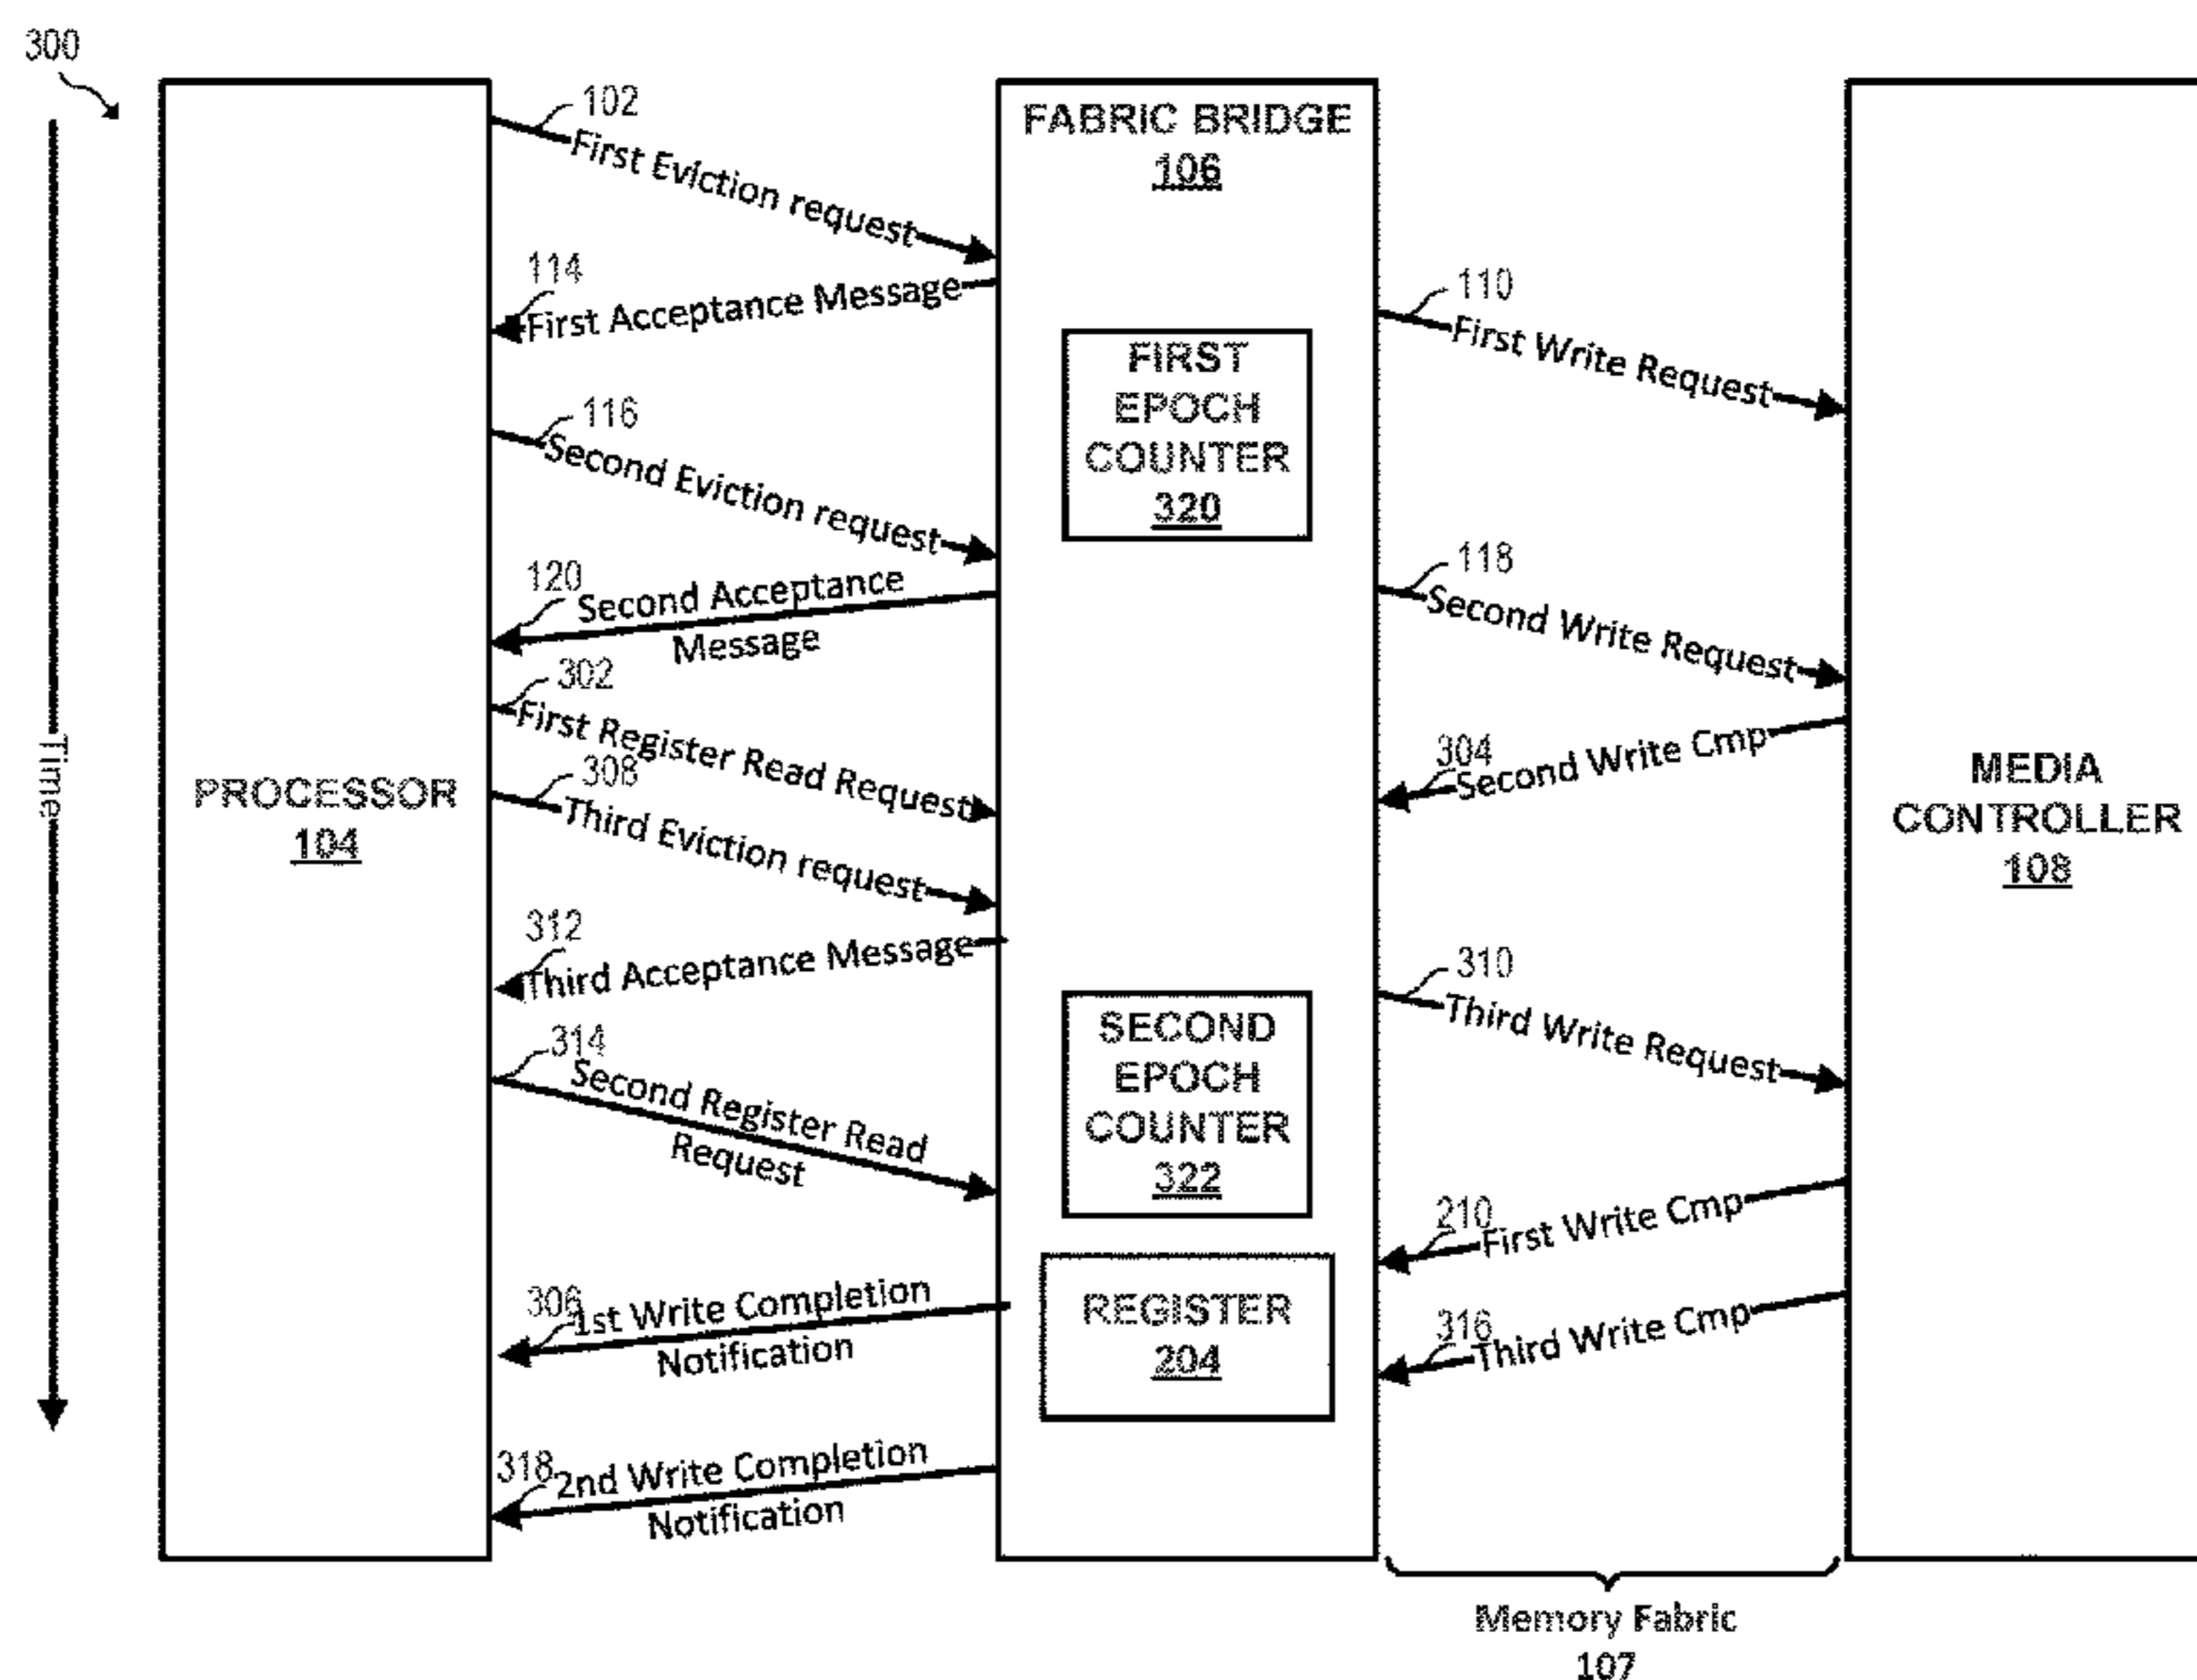 300
102
First Eviction request
FABRIC BRIDGE
106
114
First Acceptance Message
110
First Write Request
FIRST
EPOCH
COUNTER
320
116
Second Eviction request
120
Second Acceptance
Message
118
Second Write Request
302
First Register Read Request
304
Second Write Cmp
Time
PROCESSOR
104
308
Third Eviction request
MEDIA
CONTROLLER
108
312
Third Acceptance Message
310
Third Write Request
SECOND
EPOCH
COUNTER
322
314
Second Register Read
Request
210
First Write Cmp
306
1st Write Completion
Notification
REGISTER
204
316
Third Write Cmp
318
2nd Write Completion
Notification
Memory Fabric
107